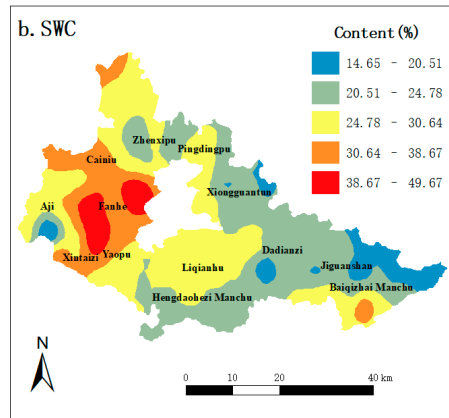 b. SWC
Content(%)
14.65 - 20.51
20.51 - 24.78
24.78 - 30.64
30.64 - 38.67
38.67 - 49.67
Zhenxipu
Pingdingpu
Cainiu
Xiongguantun
Aji
Fanhe
Xintaizi
Yaopu
Dadianzi
Liqianhu
Jiguanshan
Baiqizhai Manchu
Hengdaohezi Manchu
N
0 10 20 40 km